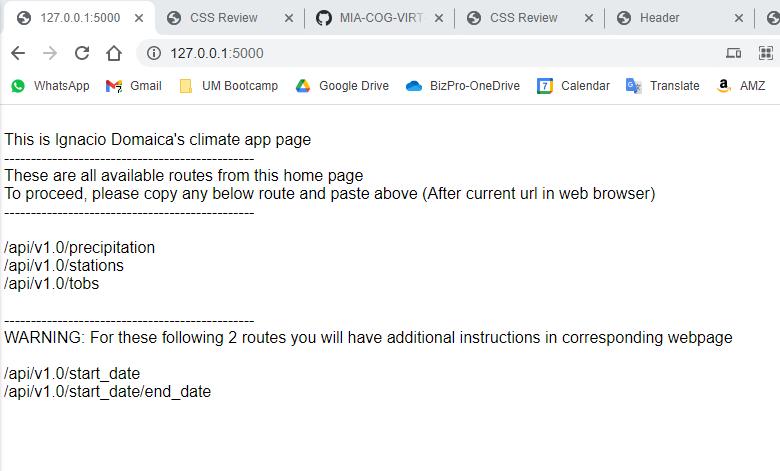 127.0.0.1:5000
CSS Review
MIA-COG-VIRT
CSS Review
Header
127.0.0.1:5000
WhatsApp
Gmail
UM Bootcamp
Google Drive
BizPro-OneDrive
7
Calendar
Translate
AMZ
This is Ignacio Domaica's climate app page
------------------------------------------------
These are all available routes from this home page
To proceed, please copy any below route and paste above (After current url in web browser)
------------------------------------------------
/api/v1.0/precipitation
/api/v1.0/stations
/api/v1.0/tobs
------------------------------------------------
WARNING: For these following 2 routes you will have additional instructions in corresponding webpage
/api/v1.0/start_date
/api/v1.0/start_date/end_date